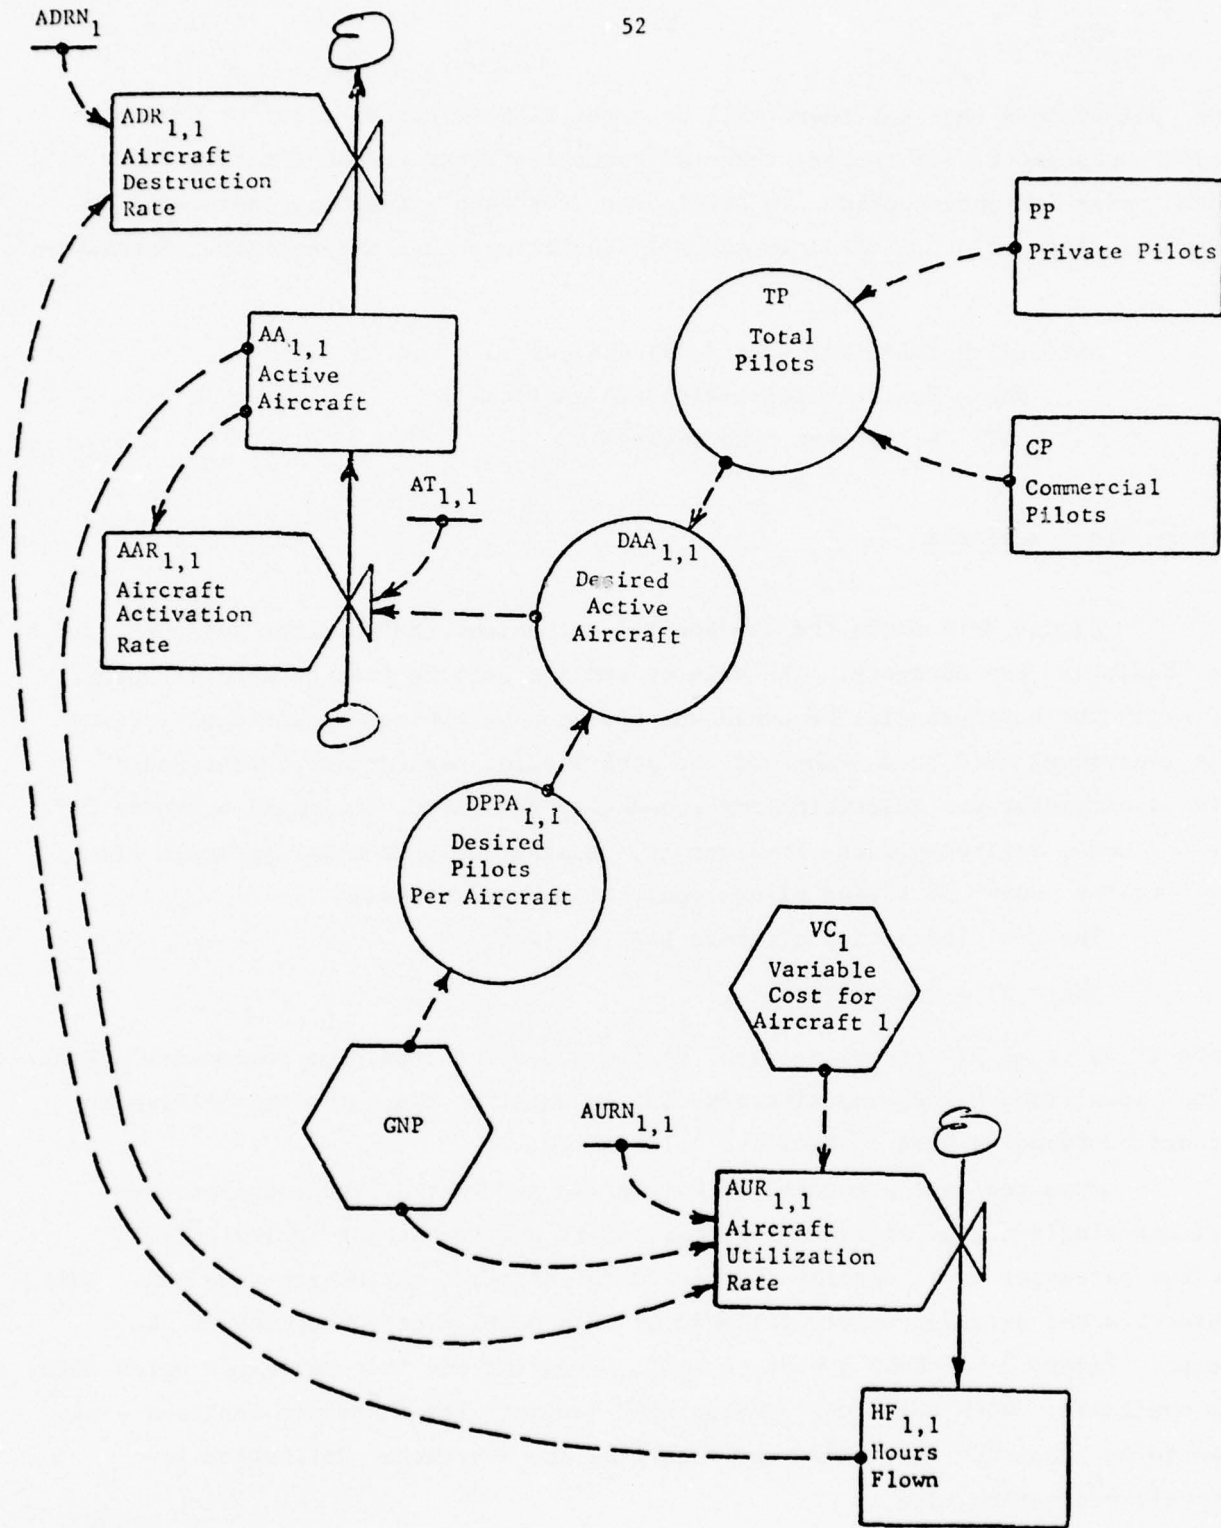 52
ADRN1
ADR1,1
Aircraft
Destruction
Rate
PP
Private Pilots
TP
Total
Pilots
AA1,1
Active
Aircraft
CP
Commercial
Pilots
AT1,1
AAR1,1
Aircraft
Activation
Rate
DAA1,1
Desired
Active
Aircraft
DPPA1,1
Desired
Pilots
Per Aircraft
VC1
Variable
Cost for
Aircraft 1
GNP
AURN1,1
AUR1,1
Aircraft
Utilization
Rate
HF1,1
Hours
Flown